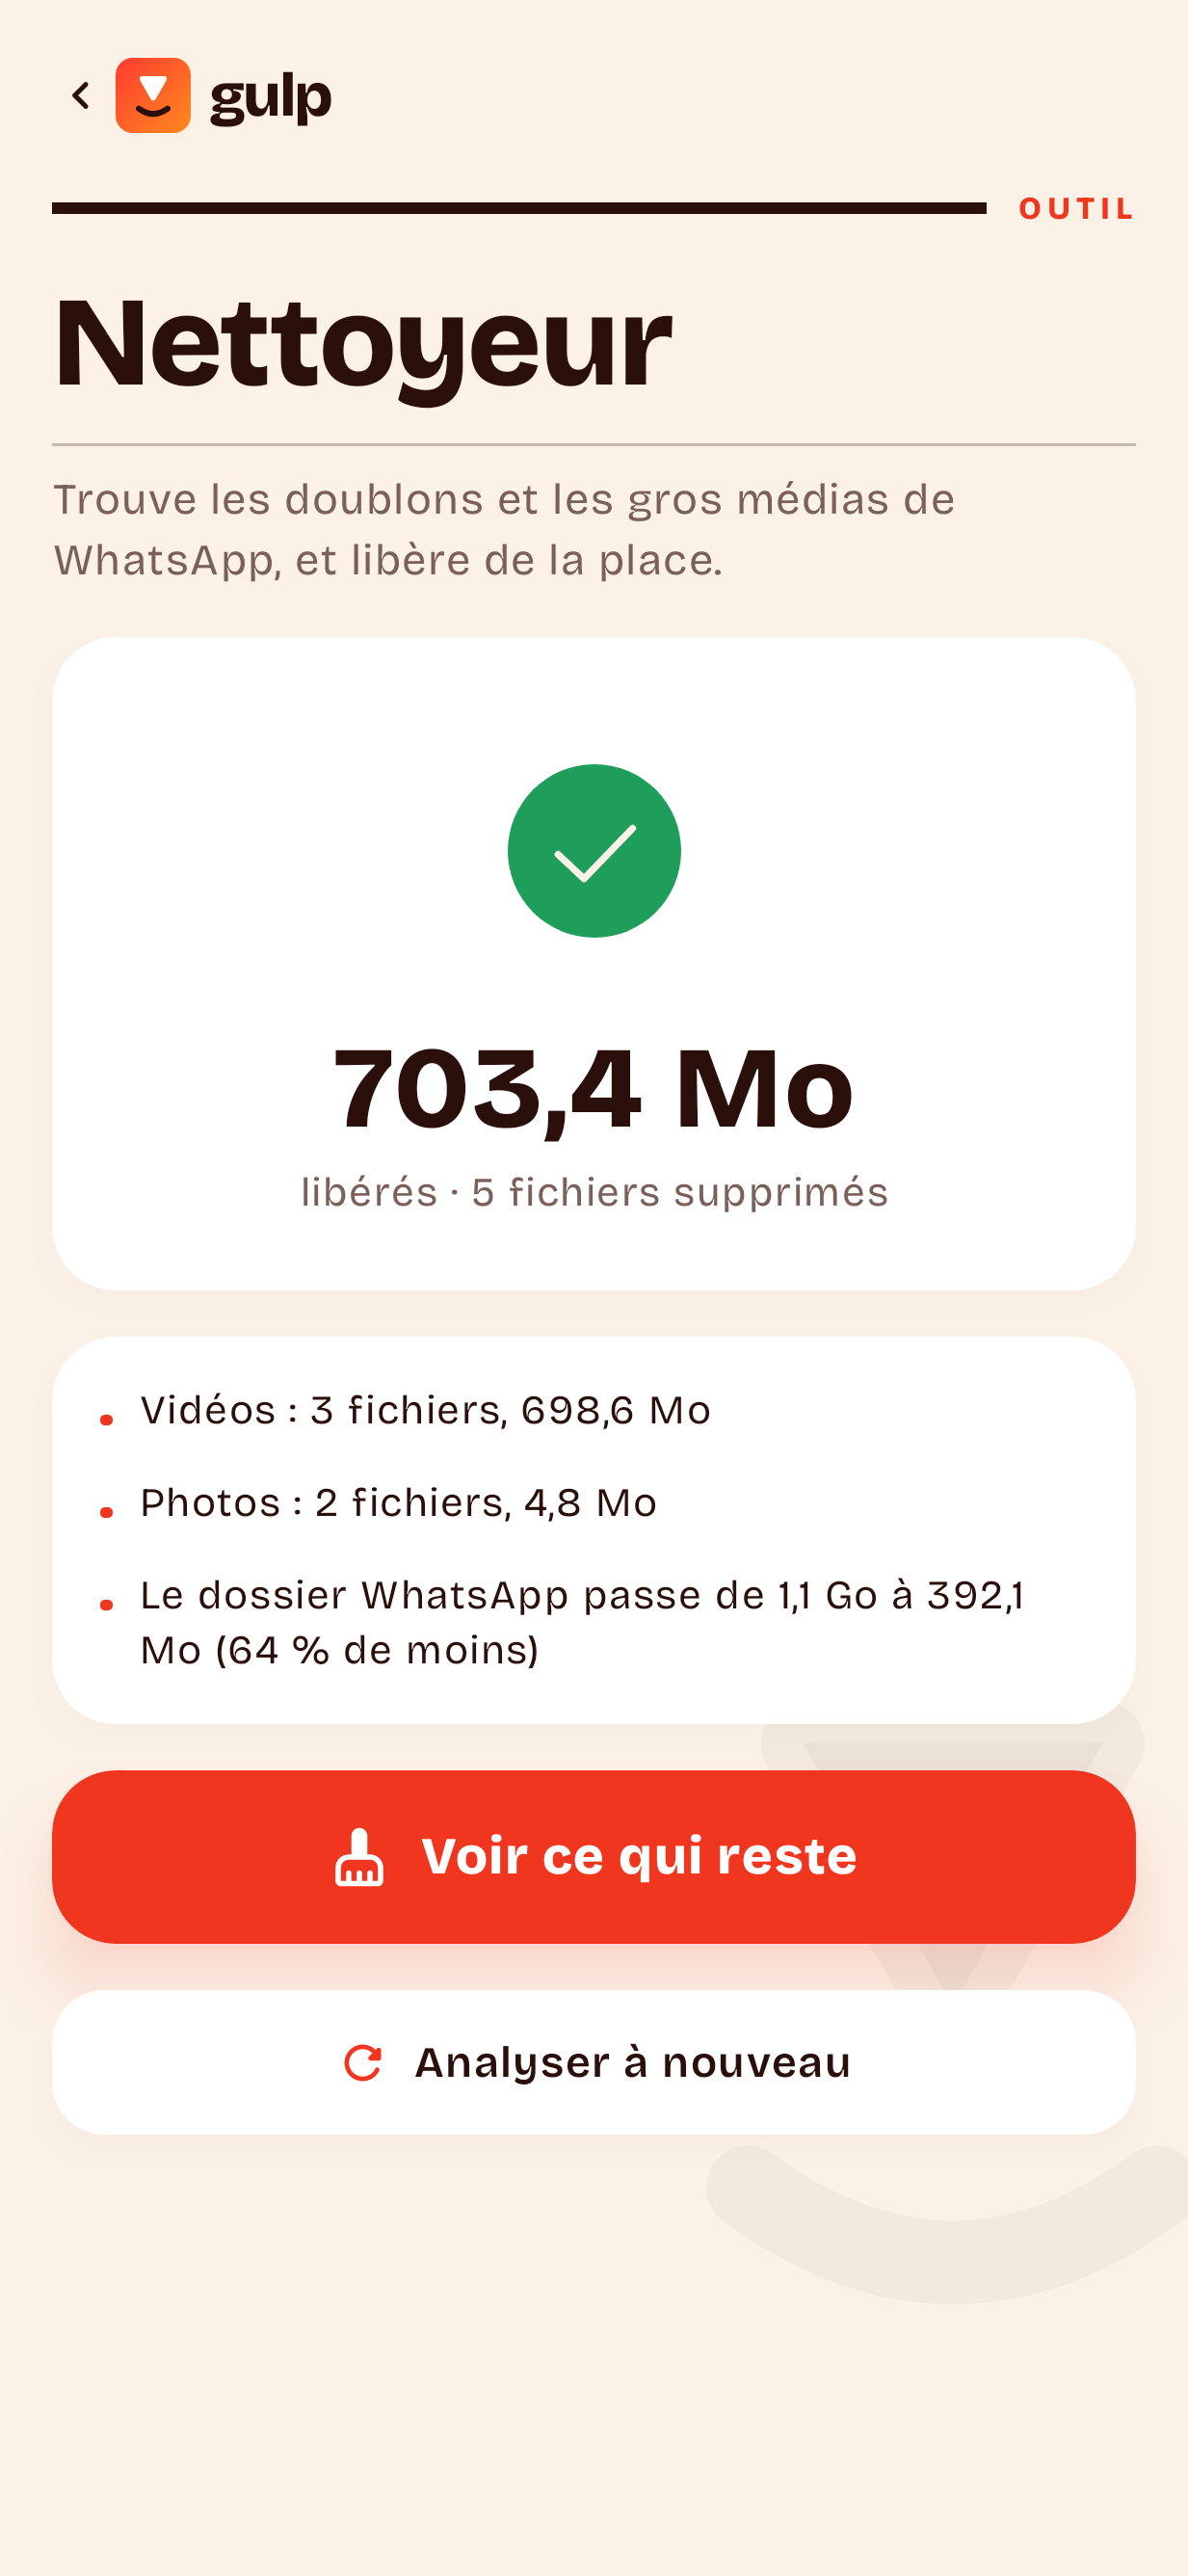 gulp
OUTIL
Nettoyeur
Trouve les doublons et les gros médias de
WhatsApp, et libère de la place.
703,4 Mo
libérés · 5 fichiers supprimés
Vidéos : 3 fichiers, 698,6 Mo
Photos : 2 fichiers, 4,8 Mo
Le dossier WhatsApp passe de 1,1 Go à 392,1
Mo (64 % de moins)
Voir ce qui reste
Analyser à nouveau